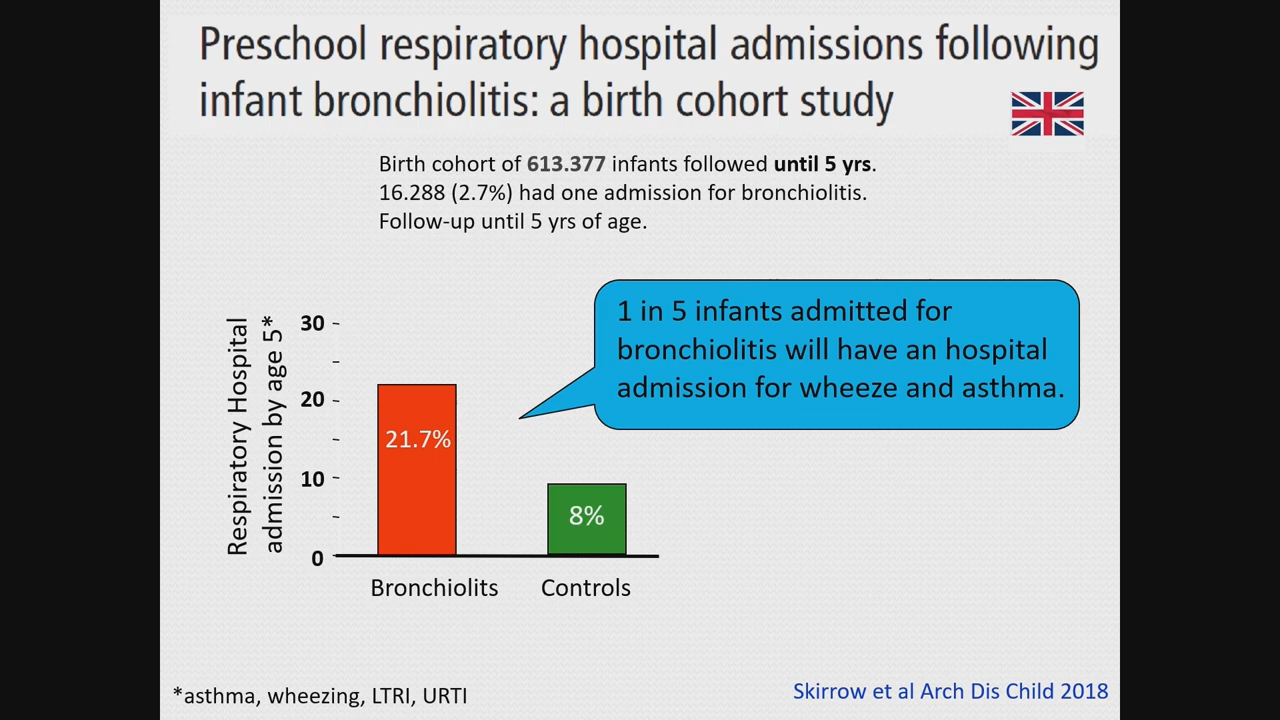 Preschool respiratory hospital admissions following
infant bronchiolitis: a birth cohort study
Birth cohort of 613.377 infants followed until 5 yrs.
16.288 (2.7%) had one admission for bronchiolitis.
Follow-up until 5 yrs of age.
1 in 5 infants admitted for
bronchiolitis will have an hospital
admission for wheeze and asthma.
Respiratory Hospital
admission by age 5*
30
20
10
0
21.7%
8%
Bronchiolits
Controls
*asthma, wheezing, LTRI, URTI
Skirrow et al Arch Dis Child 2018